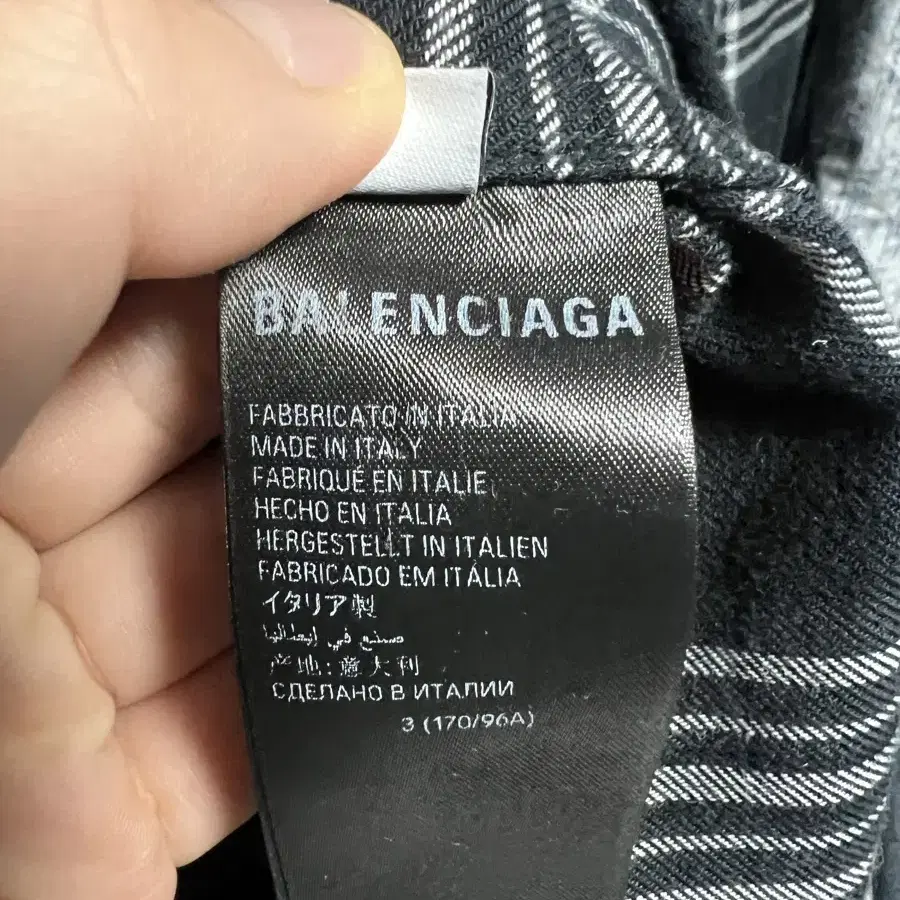 BALENCIAGA
FABBRICATO IN ITALIA
MADE IN ITALY
FABRIQUÉ EN ITALIE
HECHO EN ITALIA
HERGESTELLT IN ITALIEN
FABRICADO EM ITÁLIA
イタリア製
صنع في إيطاليا
产地: 意大利
СДЕЛАНО В ИТАЛИИ
3 (170/96A)